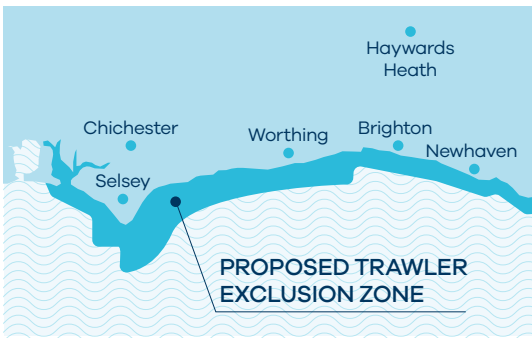 Haywards
Heath
Chichester
Worthing
Brighton
Newhaven
Selsey
PROPOSED TRAWLER
EXCLUSION ZONE